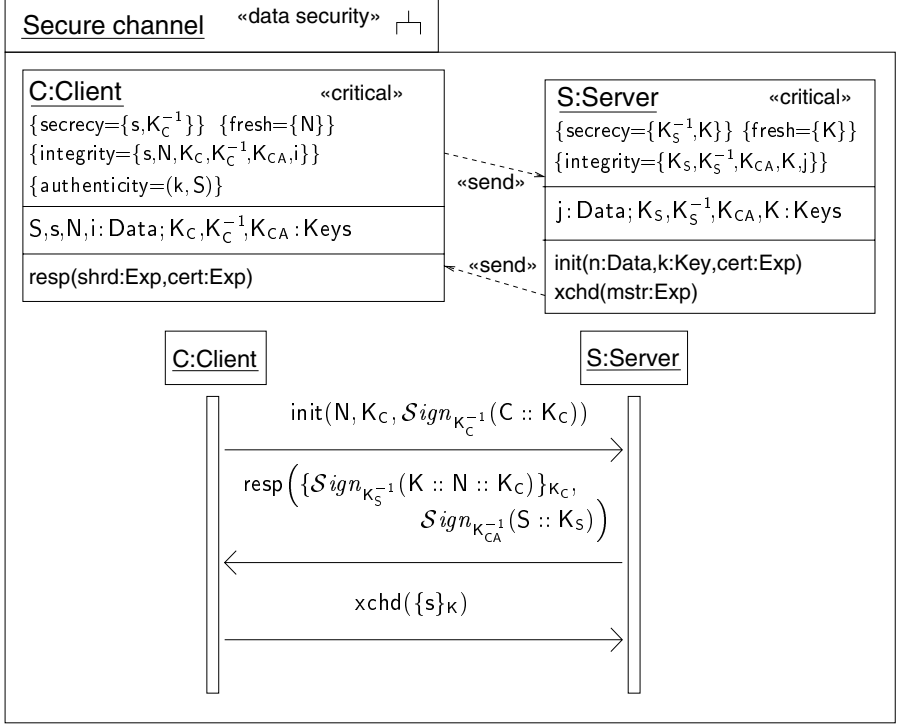 Secure channel «data security»
C:Client «critical»
{secrecy={s,K_C^{-1}}} {fresh={N}}
{integrity={s,N,K_C,K_C^{-1},K_CA,i}}
{authenticity=(k,S)}
S,s,N,i:Data; K_C,K_C^{-1},K_CA:Keys
resp(shrd:Exp,cert:Exp)
«send»
«send»
S:Server «critical»
{secrecy={K_S^{-1},K}} {fresh={K}}
{integrity={K_S,K_S^{-1},K_CA,K,j}}
j:Data; K_S,K_S^{-1},K_CA,K:Keys
init(n:Data,k:Key,cert:Exp)
xchd(mstr:Exp)
C:Client
S:Server
init(N, K_C, Sign_{K_C^{-1}}(C :: K_C))
resp({Sign_{K_S^{-1}}(K :: N :: K_C)}_{K_C},
Sign_{K_CA^{-1}}(S :: K_S))
xchd({s}_K)